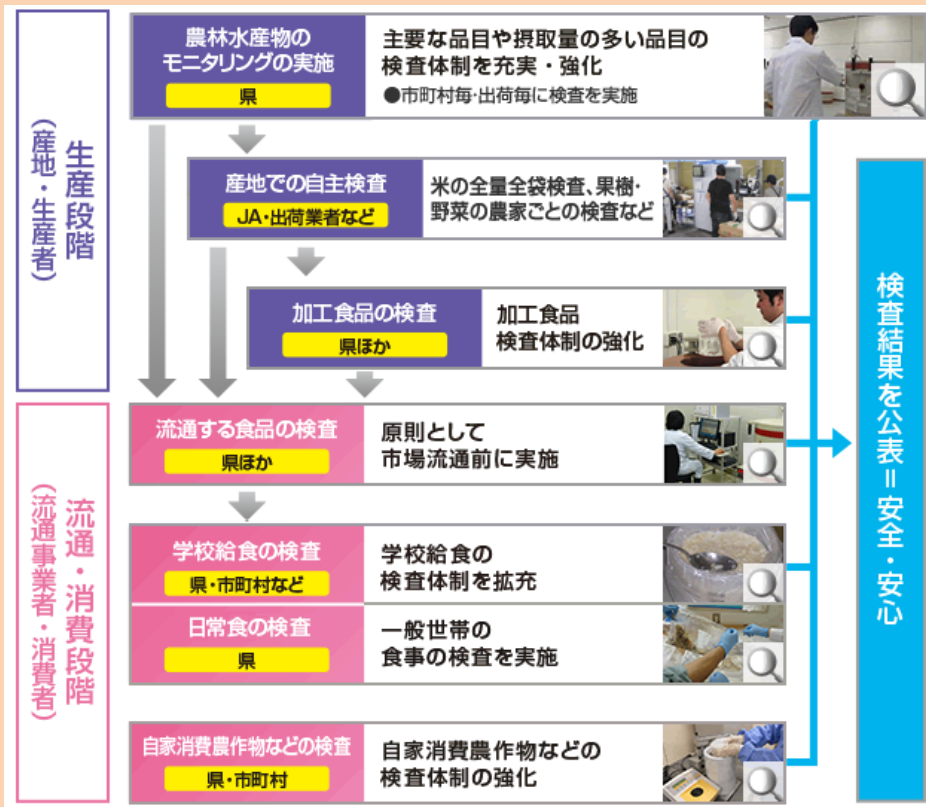 生産段階
(産地・生産者)
農林水産物の
モニタリングの実施
県
主要な品目や摂取量の多い品目の
検査体制を充実・強化
●市町村毎・出荷毎に検査を実施
産地での自主検査
JA・出荷業者など
米の全量全袋検査、果樹・
野菜の農家ごとの検査など
加工食品の検査
県ほか
加工食品
検査体制の強化
流通・消費段階
(流通事業者・消費者)
流通する食品の検査
県ほか
原則として
市場流通前に実施
学校給食の検査
県・市町村など
学校給食の
検査体制を拡充
日常食の検査
県
一般世帯の
食事の検査を実施
自家消費農作物などの検査
県・市町村
自家消費農作物などの
検査体制の強化
検査結果を公表＝安全・安心